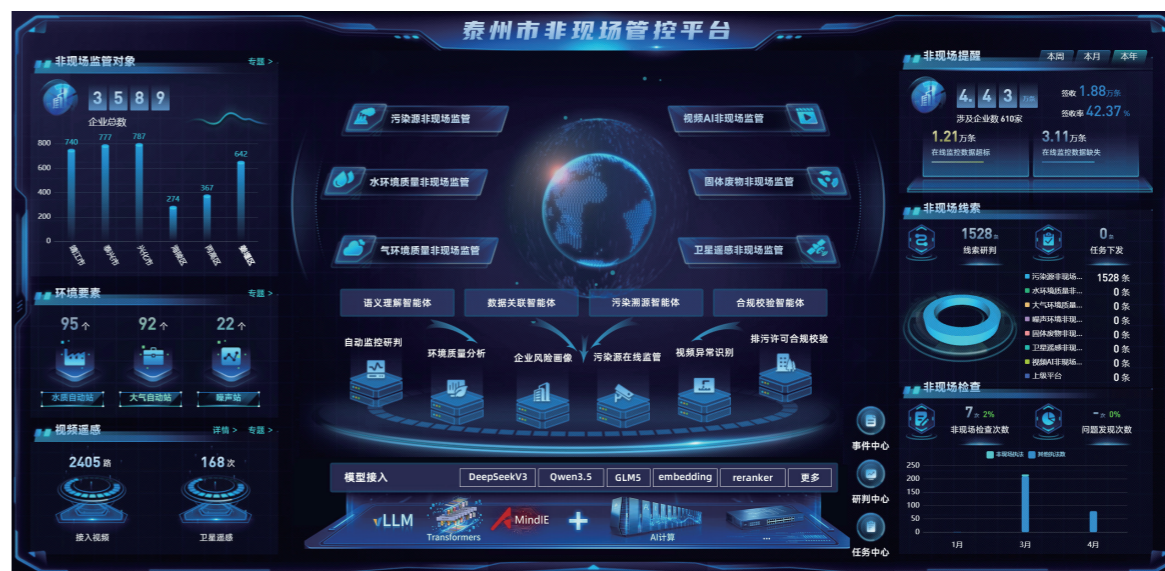 泰州市非现场管控平台
非现场监管对象
专题 >
3 5 8 9
企业总数
800
600
400
200
0
740
777
787
274
367
642
靖江市
泰兴市
兴化市
海陵区
高港区
姜堰区
环境要素
专题 >
95 个
92 个
22 个
水质自动站
大气自动站
噪声站
视频遥感
详情 >
专题 >
2405 路
168 次
接入视频
卫星遥感
污染源非现场监管
视频AI非现场监管
水环境质量非现场监管
固体废物非现场监管
气环境质量非现场监管
卫星遥感非现场监管
语义理解智能体
数据关联智能体
污染溯源智能体
合规校验智能体
自动监控研判
环境质量分析
企业风险画像
污染源在线监管
视频异常识别
排污许可合规校验
模型接入
DeepSeekV3
Qwen3.5
GLM5
embedding
reranker
更多
vLLM
Transformers
MindIE
+
AI计算
...
事件中心
研判中心
任务中心
非现场提醒
本周
本月
本年
4. 4 3 万条
涉及企业数 610家
签收 1.88万条
签收率 42.37 %
1.21万条
在线监控数据超标
3.11万条
在线监控数据缺失
非现场线索
1528条
线索研判
0条
任务下发
污染源非现场... 1528 条
水环境质量非... 0 条
大气环境质量... 0 条
噪声环境非现... 0 条
固体废物非现... 0 条
卫星遥感非现... 0 条
视频AI非现场... 0 条
上级平台 0 条
非现场检查
7次 2%
非现场检查次数
-次 0%
问题发现次数
非现场执法
其他执法数
250
200
150
100
50
0
1月
3月
4月